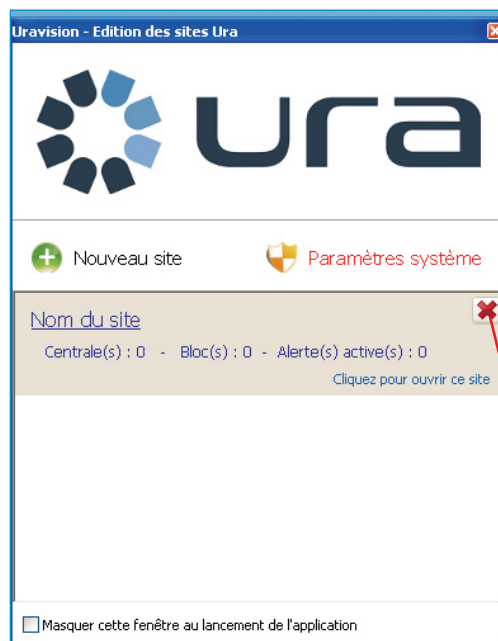 Uravision - Edition des sites Ura
ura
Nouveau site
Paramètres système
Nom du site
Centrale(s) : 0 - Bloc(s) : 0 - Alerte(s) active(s) : 0
Cliquez pour ouvrir ce site
Masquer cette fenêtre au lancement de l'application